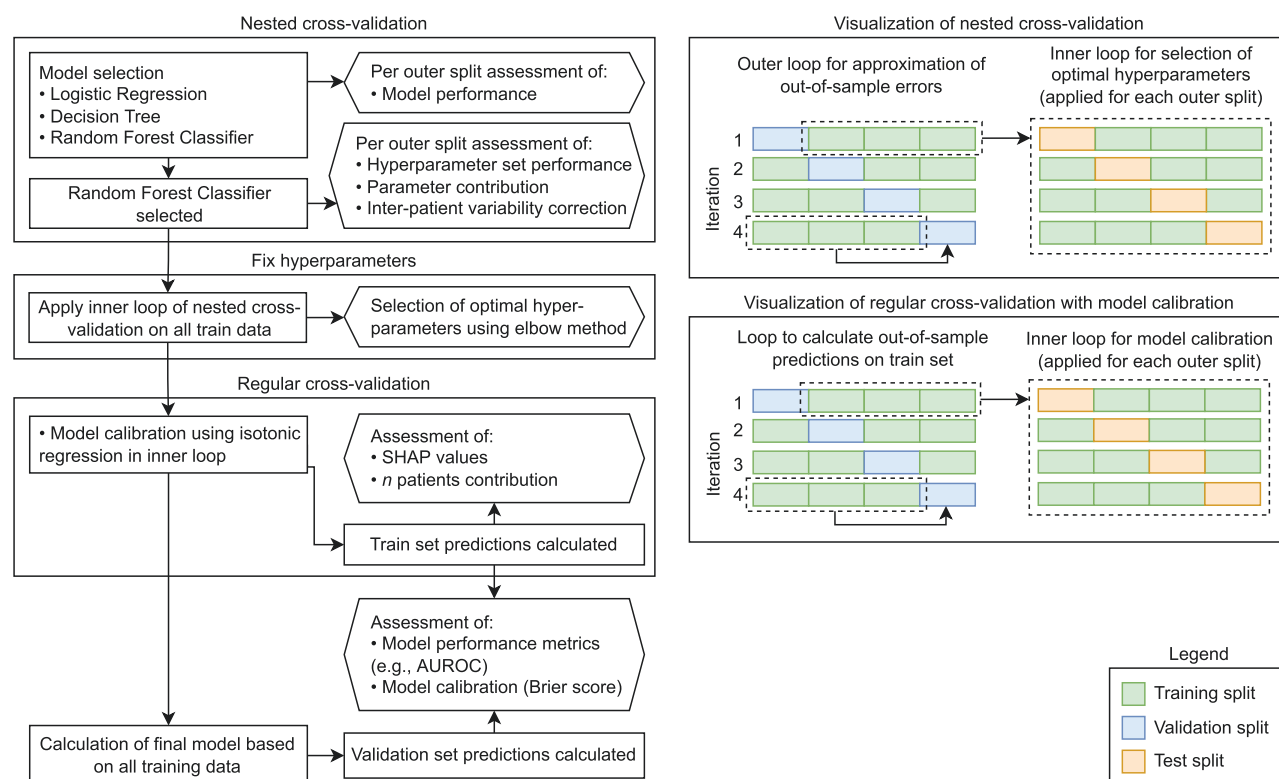 Nested cross-validation
Model selection
• Logistic Regression
• Decision Tree
• Random Forest Classifier
Per outer split assessment of:
• Model performance
Per outer split assessment of:
• Hyperparameter set performance
• Parameter contribution
• Inter-patient variability correction
Random Forest Classifier
selected
Fix hyperparameters
Apply inner loop of nested cross-
validation on all train data
Selection of optimal hyper-
parameters using elbow method
Regular cross-validation
• Model calibration using isotonic
regression in inner loop
Assessment of:
• SHAP values
• n patients contribution
Train set predictions calculated
Assessment of:
• Model performance metrics
(e.g., AUROC)
• Model calibration (Brier score)
Calculation of final model based
on all training data
Validation set predictions calculated
Visualization of nested cross-validation
Outer loop for approximation of
out-of-sample errors
Inner loop for selection of
optimal hyperparameters
(applied for each outer split)
Iteration
1
2
3
4
Visualization of regular cross-validation with model calibration
Loop to calculate out-of-sample
predictions on train set
Inner loop for model calibration
(applied for each outer split)
Iteration
1
2
3
4
Legend
Training split
Validation split
Test split